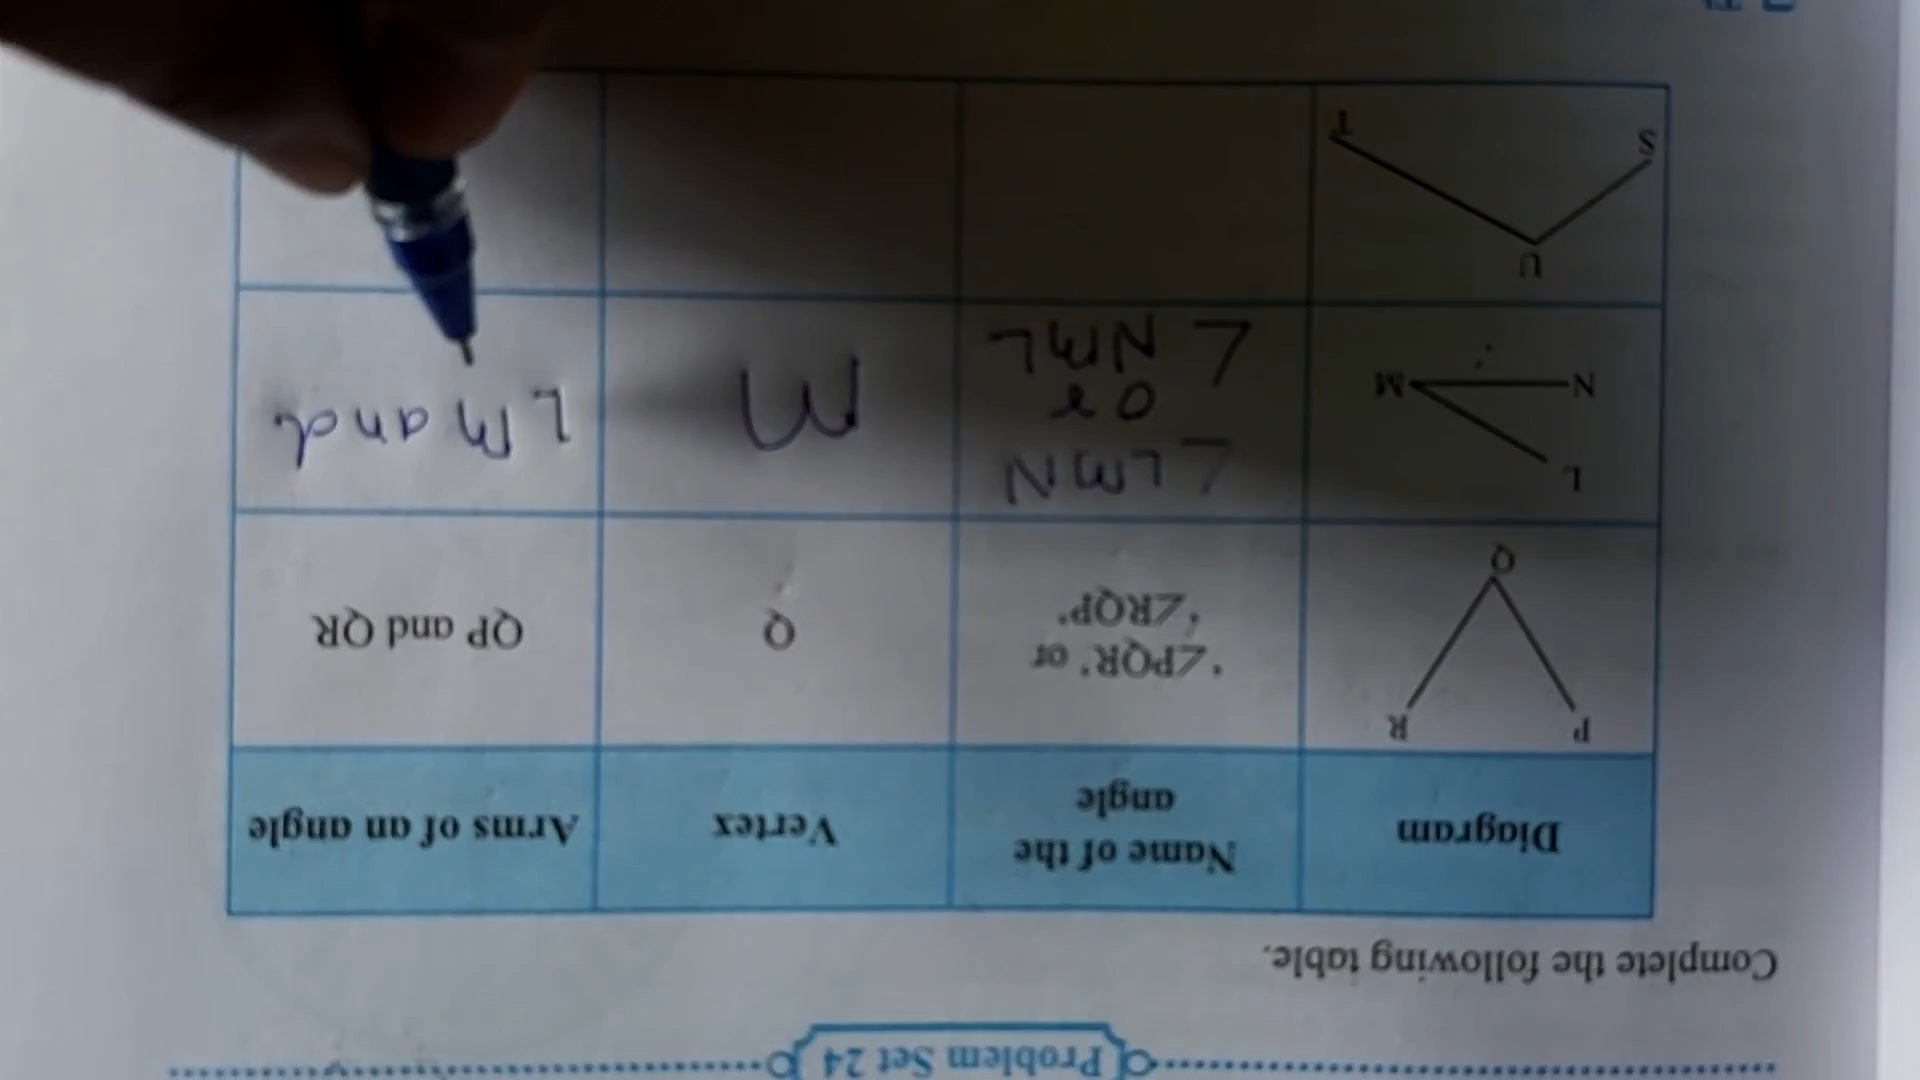 Problem Set 24
Complete the following table.
Diagram
Name of the
angle
Vertex
Arms of an angle
P
R
Q
'∠PQR' or
'∠RQP'
Q
QP and QR
L
N
M
∠LMN
or
∠NML
M
LM and
U
S
T